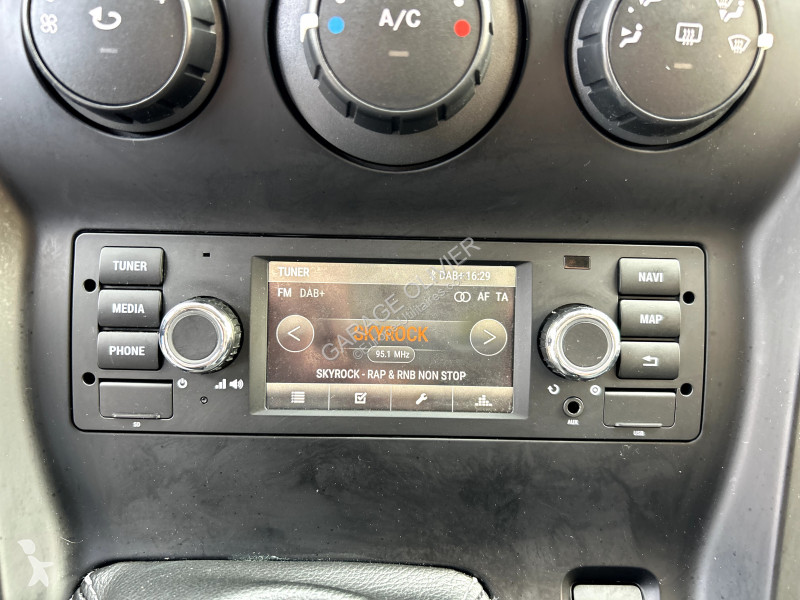 A/C
TUNER
MEDIA
PHONE
SD
TUNER
DAB+ 16:29
FM DAB+
AF TA
SKYROCK
95.1 MHz
SKYROCK - RAP & RNB NON STOP
NAVI
MAP
AUX
USB
GARAGE OLIVIER